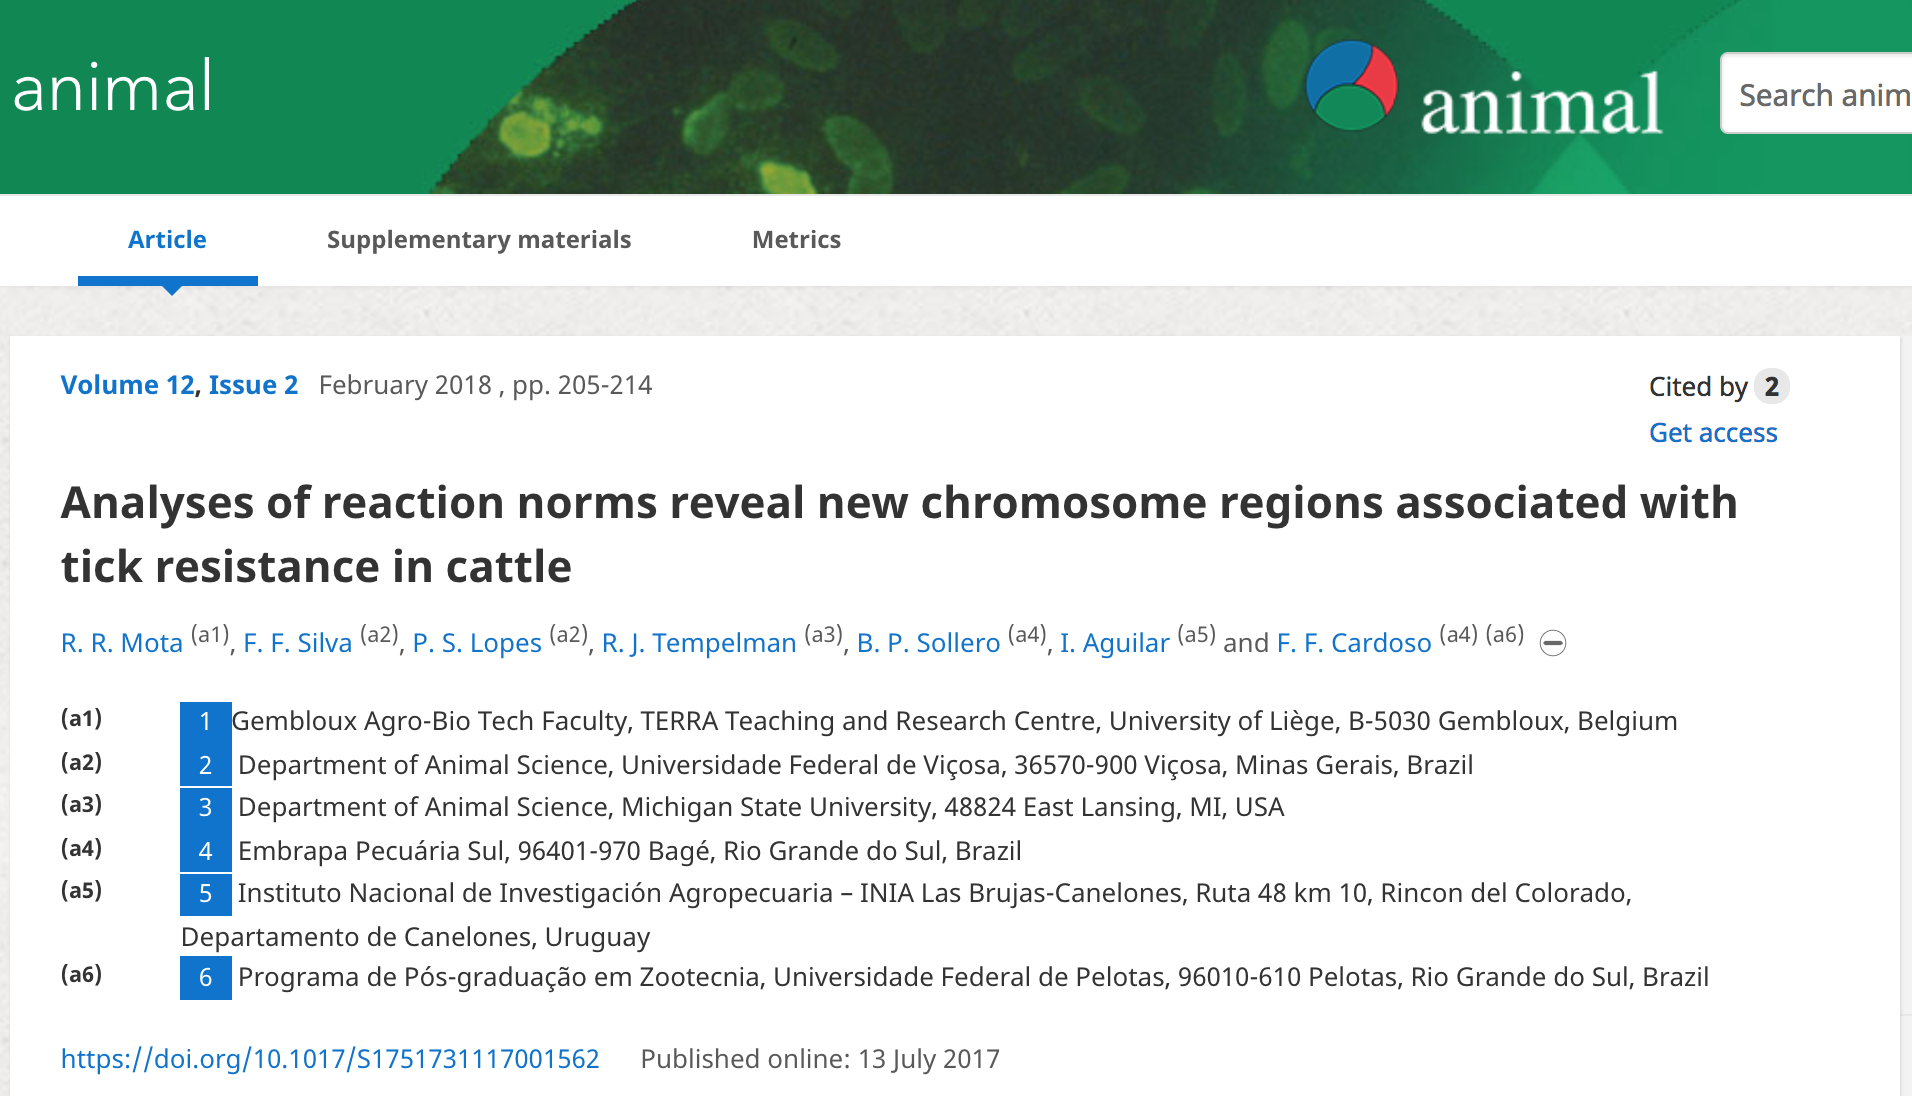 animal
animal
Search anim
Article
Supplementary materials
Metrics
Volume 12, Issue 2 February 2018 , pp. 205-214
Cited by 2
Get access
Analyses of reaction norms reveal new chromosome regions associated with
tick resistance in cattle
R. R. Mota (a1), F. F. Silva (a2), P. S. Lopes (a2), R. J. Tempelman (a3), B. P. Sollero (a4), I. Aguilar (a5) and F. F. Cardoso (a4) (a6)
(a1) 1 Gembloux Agro-Bio Tech Faculty, TERRA Teaching and Research Centre, University of Liège, B-5030 Gembloux, Belgium
(a2) 2 Department of Animal Science, Universidade Federal de Viçosa, 36570-900 Viçosa, Minas Gerais, Brazil
(a3) 3 Department of Animal Science, Michigan State University, 48824 East Lansing, MI, USA
(a4) 4 Embrapa Pecuária Sul, 96401-970 Bagé, Rio Grande do Sul, Brazil
(a5) 5 Instituto Nacional de Investigación Agropecuaria – INIA Las Brujas-Canelones, Ruta 48 km 10, Rincon del Colorado,
Departamento de Canelones, Uruguay
(a6) 6 Programa de Pós-graduação em Zootecnia, Universidade Federal de Pelotas, 96010-610 Pelotas, Rio Grande do Sul, Brazil
https://doi.org/10.1017/S1751731117001562 Published online: 13 July 2017